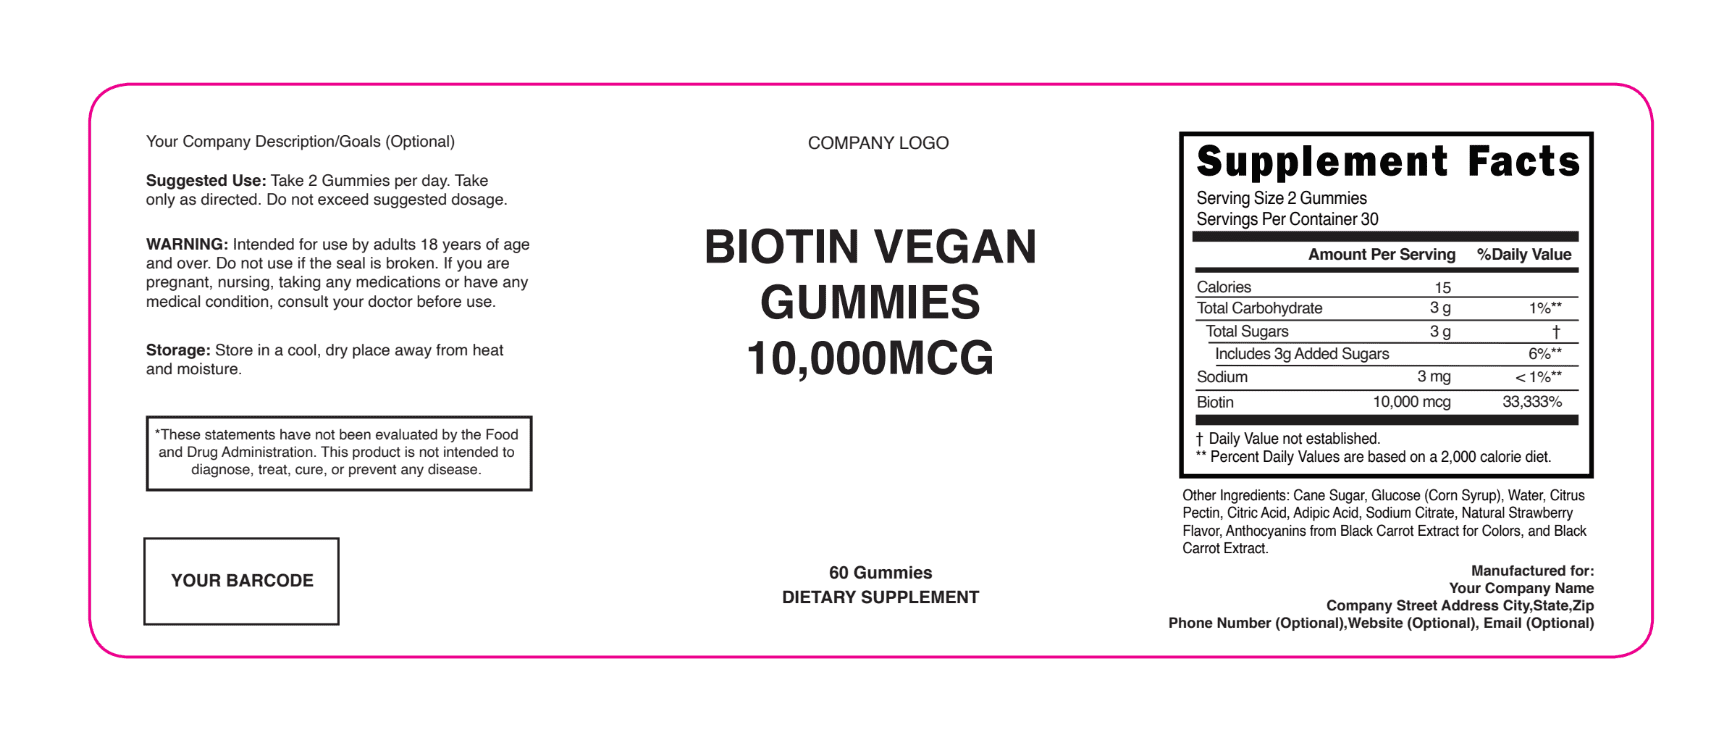 Your Company Description/Goals (Optional)
Suggested Use: Take 2 Gummies per day. Take
only as directed. Do not exceed suggested dosage.
WARNING: Intended for use by adults 18 years of age
and over. Do not use if the seal is broken. If you are
pregnant, nursing, taking any medications or have any
medical condition, consult your doctor before use.
Storage: Store in a cool, dry place away from heat
and moisture.
*These statements have not been evaluated by the Food
and Drug Administration. This product is not intended to
diagnose, treat, cure, or prevent any disease.
YOUR BARCODE
COMPANY LOGO
BIOTIN VEGAN
GUMMIES
10,000MCG
60 Gummies
DIETARY SUPPLEMENT
Supplement Facts
Serving Size 2 Gummies
Servings Per Container 30
Amount Per Serving %Daily Value
Calories 15
Total Carbohydrate 3 g 1%**
Total Sugars 3 g †
Includes 3g Added Sugars 6%**
Sodium 3 mg < 1%**
Biotin 10,000 mcg 33,333%
† Daily Value not established.
** Percent Daily Values are based on a 2,000 calorie diet.
Other Ingredients: Cane Sugar, Glucose (Corn Syrup), Water, Citrus
Pectin, Citric Acid, Adipic Acid, Sodium Citrate, Natural Strawberry
Flavor, Anthocyanins from Black Carrot Extract for Colors, and Black
Carrot Extract.
Manufactured for:
Your Company Name
Company Street Address City,State,Zip
Phone Number (Optional),Website (Optional), Email (Optional)